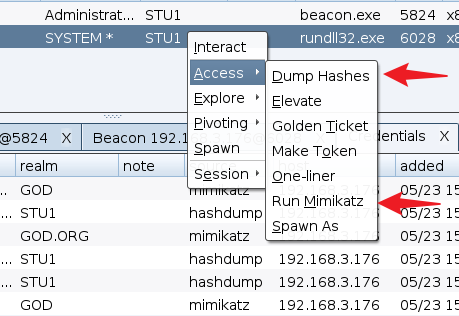 Administrat... STU1 beacon.exe 5824 x8
SYSTEM * STU1 rundll32.exe 6028 x8
Interact
Access
Explore
Pivoting
Spawn
Session
Dump Hashes
Elevate
Golden Ticket
Make Token
One-liner
Run Mimikatz
Spawn As
@5824 X Beacon 192. edentials X
realm note added
GOD mimikatz 05/23 15
STU1 hashdump 05/23 15
GOD.ORG mimikatz 05/23 15
STU1 hashdump 192.168.3.176 05/23 15
STU1 hashdump 192.168.3.176 05/23 15
GOD mimikatz 192.168.3.176 05/23 15